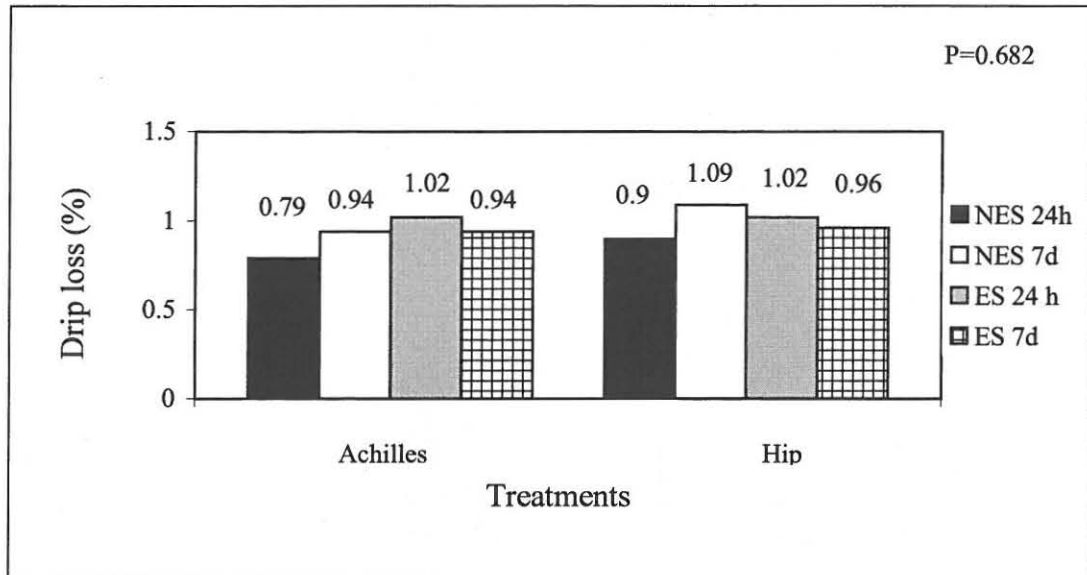 P=0.682
1.5
1
0.5
0
Drip loss (%)
0.79
0.94
1.02
0.94
0.9
1.09
1.02
0.96
NES 24h
NES 7d
ES 24 h
ES 7d
Achilles
Hip
Treatments